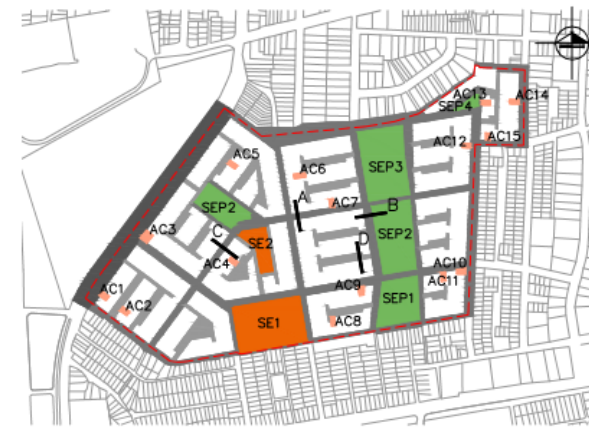 AC13
AC14
SEP4
AC15
AC12
AC5
AC6
SEP3
AC7
A
SEP2
B
AC3
C
SE2
SEP2
AC4
D
AC10
AC11
AC1
AC2
AC9
SEP1
SE1
AC8